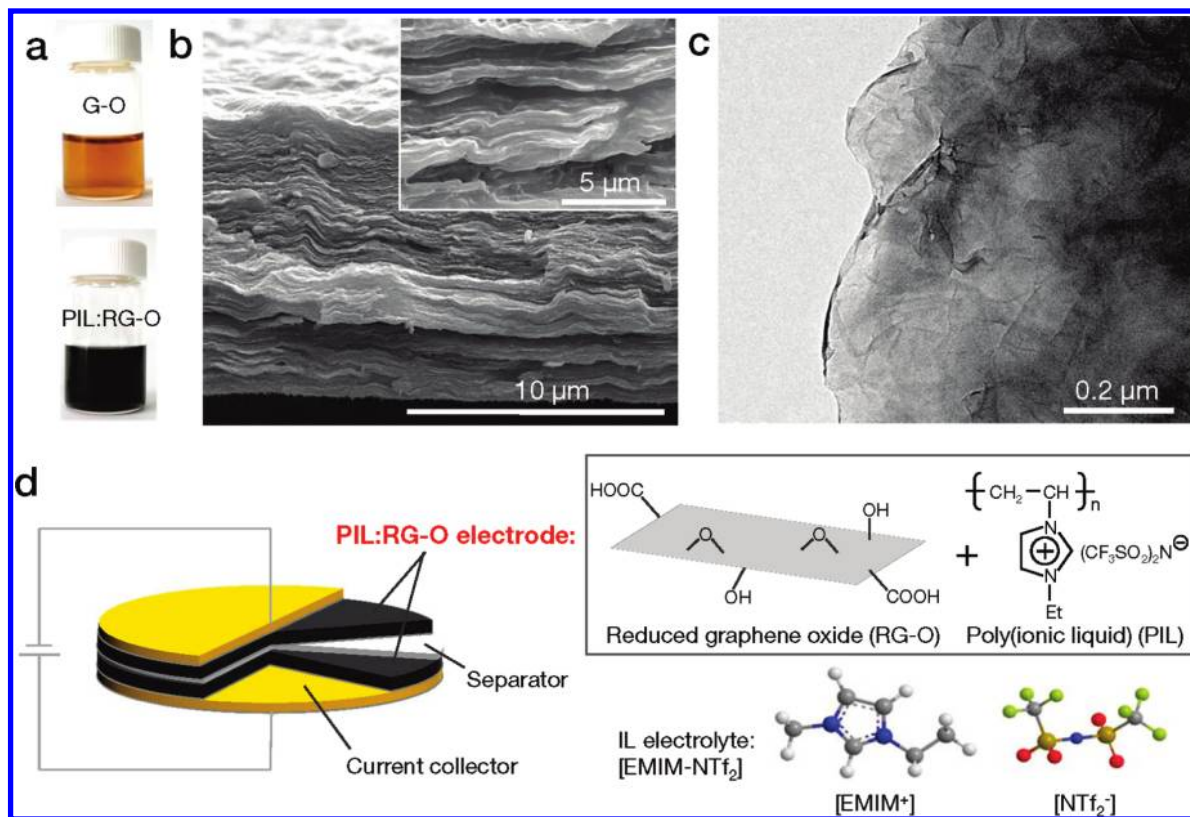 a
G-O
PIL:RG-O
b
5 µm
10 µm
c
0.2 µm
d
PIL:RG-O electrode:
Separator
Current collector
HOOC
O
O
OH
OH
COOH
Reduced graphene oxide (RG-O)
+
CH₂
CH
n
N
+
N
Et
(CF₃SO₂)₂N⊖
Poly(ionic liquid) (PIL)
IL electrolyte:
[EMIM-NTf₂]
[EMIM⁺]
[NTf₂⁻]